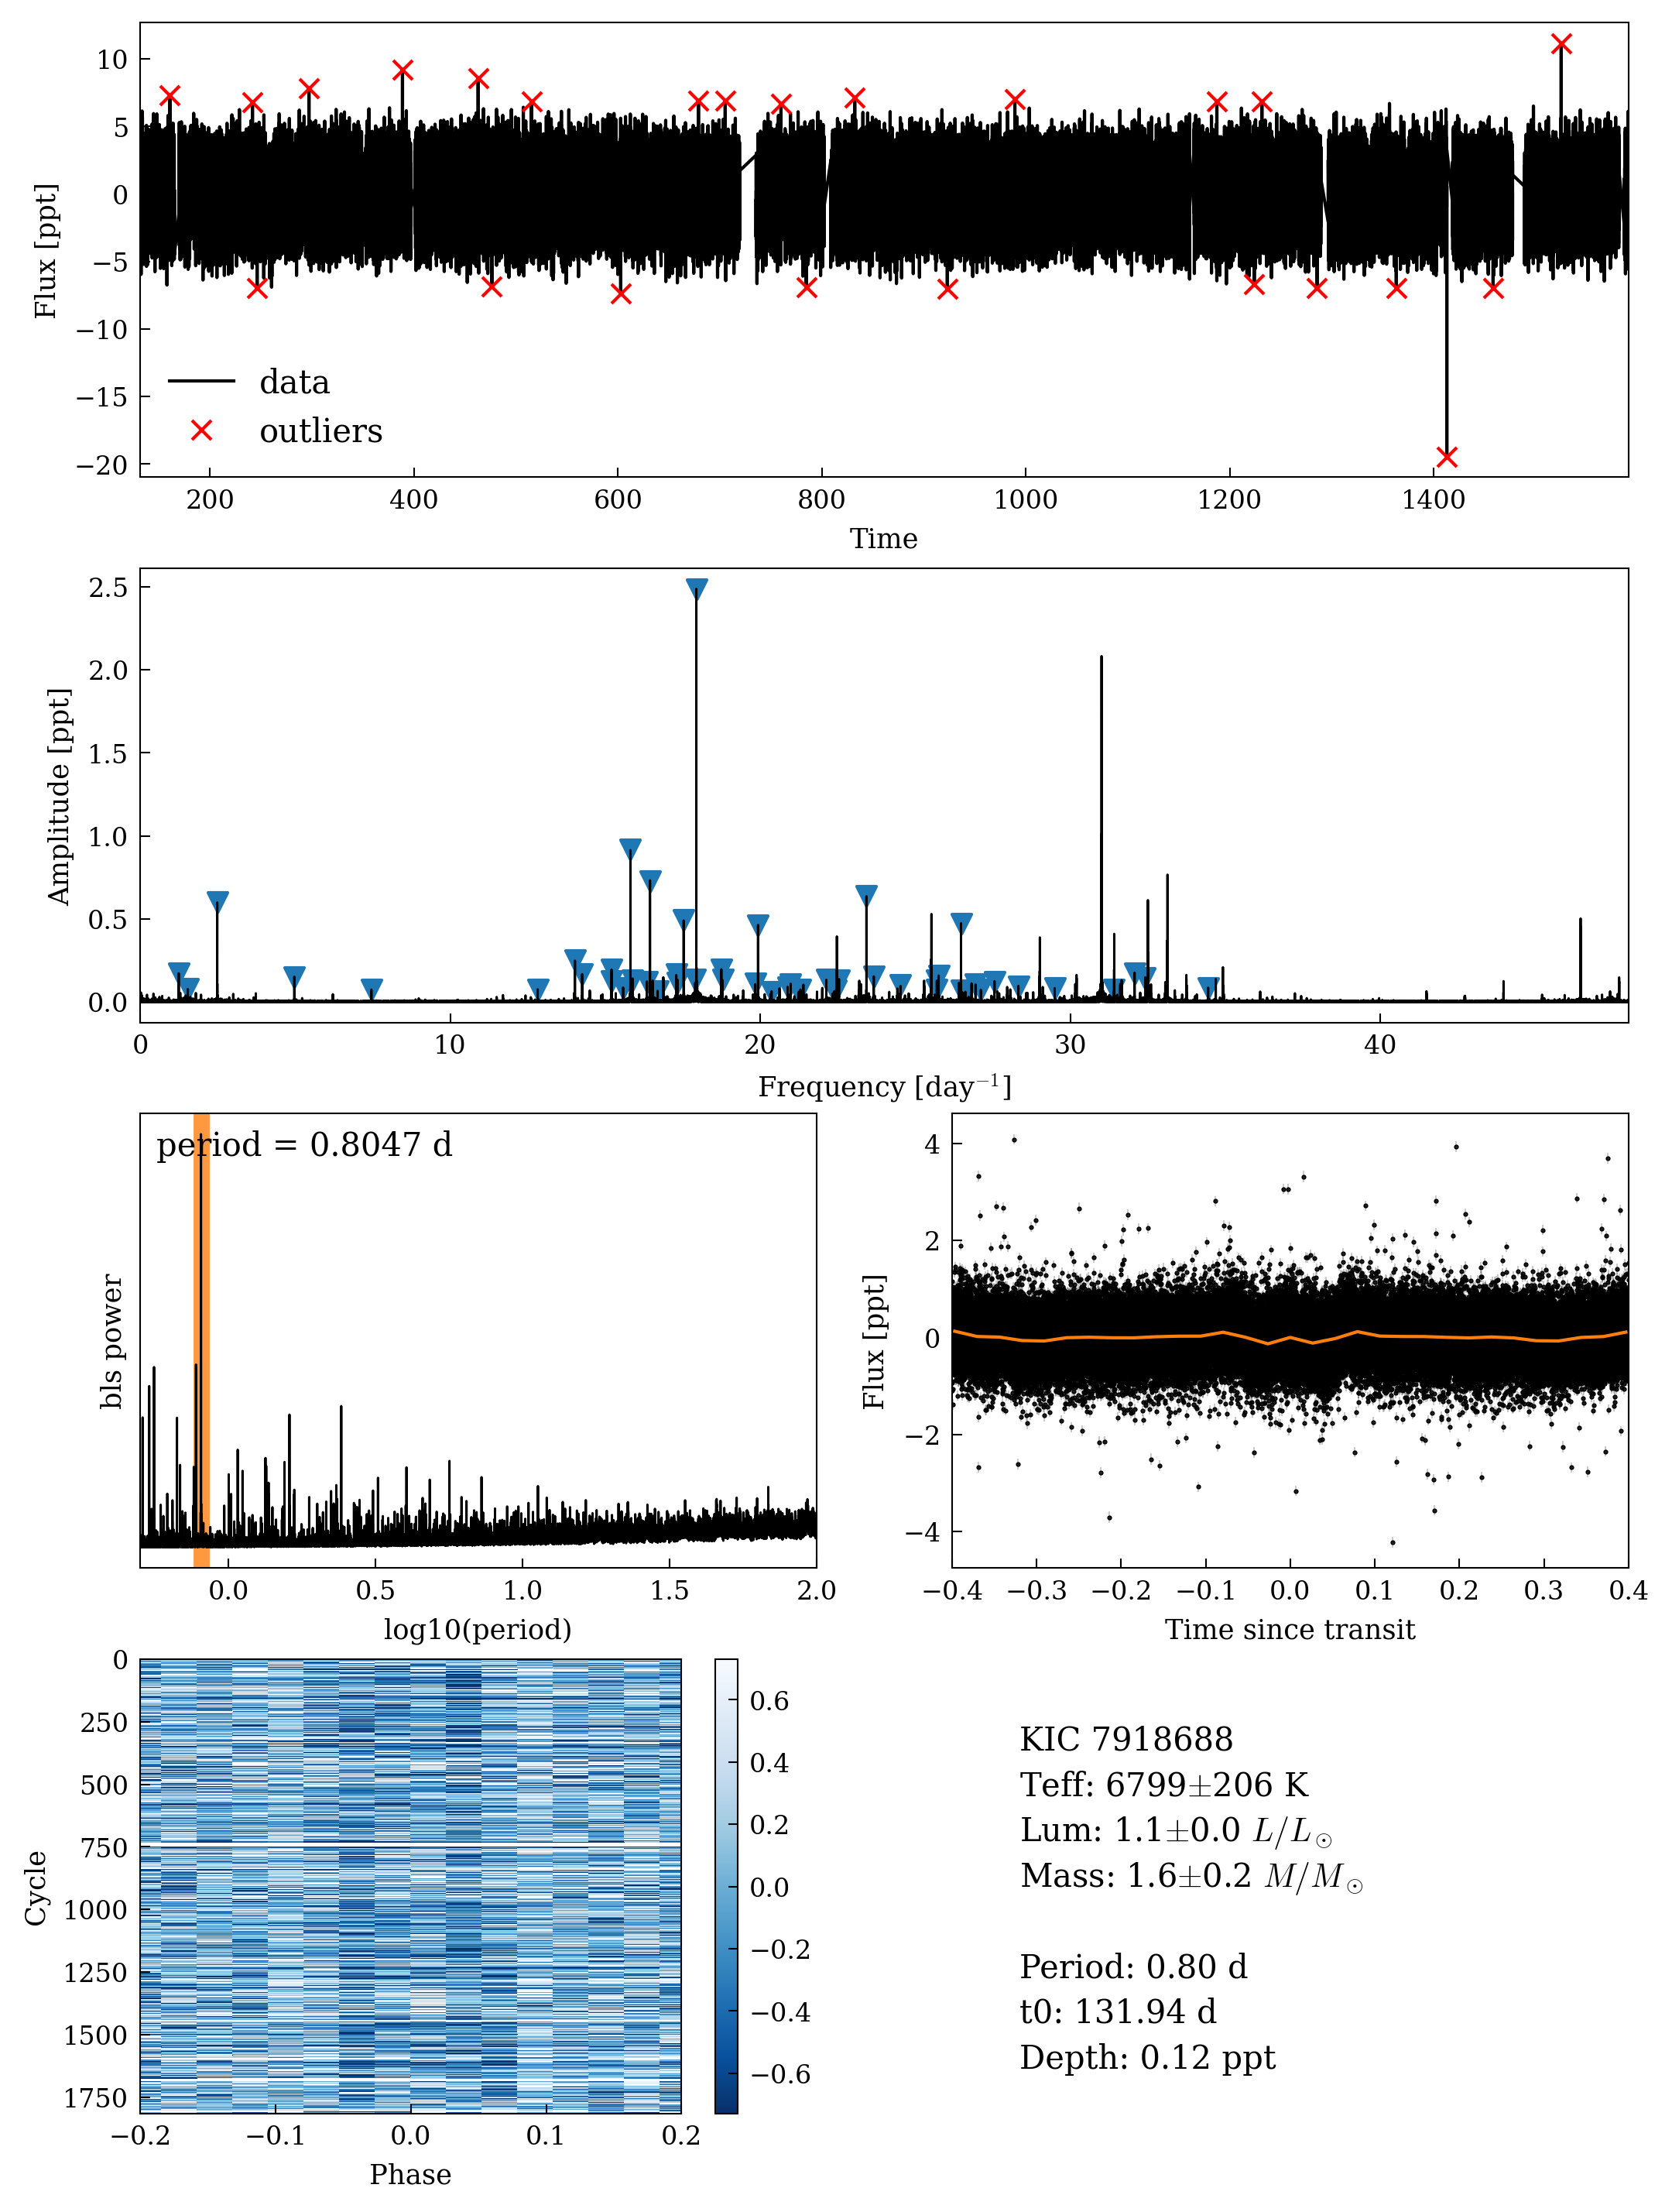 10
5
0
−5
−10
−15
−20
Flux [ppt]
data
outliers
200 400 600 800 1000 1200 1400
Time
2.5
2.0
1.5
1.0
0.5
0.0
Amplitude [ppt]
0 10 20 30 40
Frequency [day⁻¹]
period = 0.8047 d
bls power
0.0 0.5 1.0 1.5 2.0
log10(period)
4
2
0
−2
−4
Flux [ppt]
−0.4 −0.3 −0.2 −0.1 0.0 0.1 0.2 0.3 0.4
Time since transit
0
250
500
750
1000
1250
1500
1750
Cycle
−0.2 −0.1 0.0 0.1 0.2
Phase
0.6
0.4
0.2
0.0
−0.2
−0.4
−0.6
KIC 7918688
Teff: 6799±206 K
Lum: 1.1±0.0 L/L☉
Mass: 1.6±0.2 M/M☉
Period: 0.80 d
t0: 131.94 d
Depth: 0.12 ppt